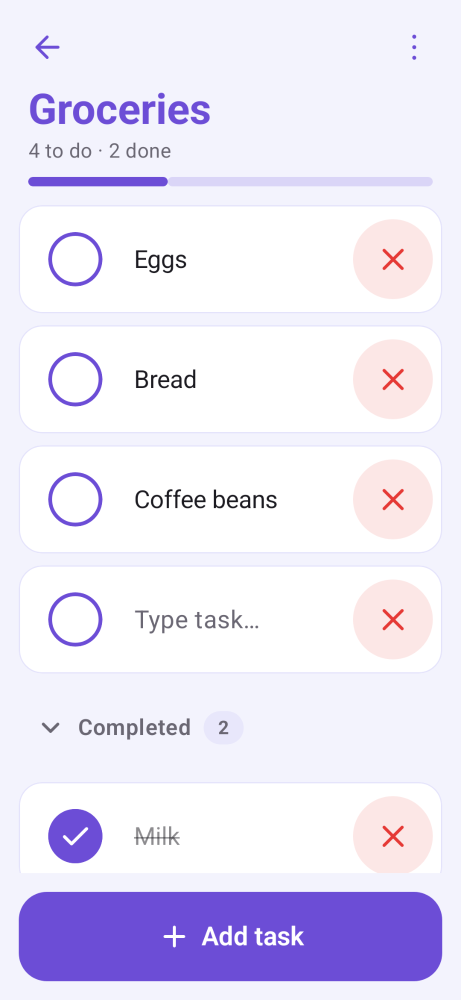 Groceries
4 to do · 2 done
Eggs
Bread
Coffee beans
Type task…
Completed 2
Milk
Add task